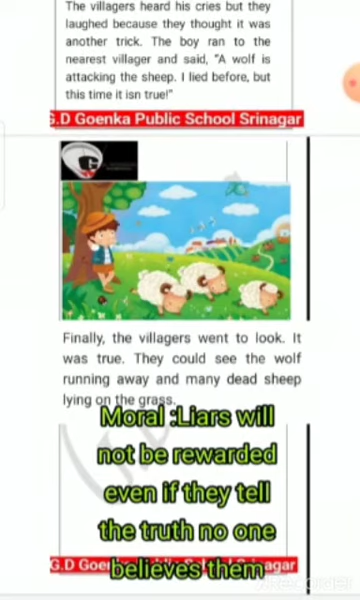 The villagers heard his cries but they
laughed because they thought it was
another trick. The boy ran to the
nearest villager and said, "A wolf is
attacking the sheep. I lied before, but
this time it isn true!"
G.D Goenka Public School Srinagar
Finally, the villagers went to look. It
was true. They could see the wolf
running away and many dead sheep
lying on the grass.
Moral :Liars will
not be rewarded
even if they tell
the truth no one
believes them
G.D Goen
agar